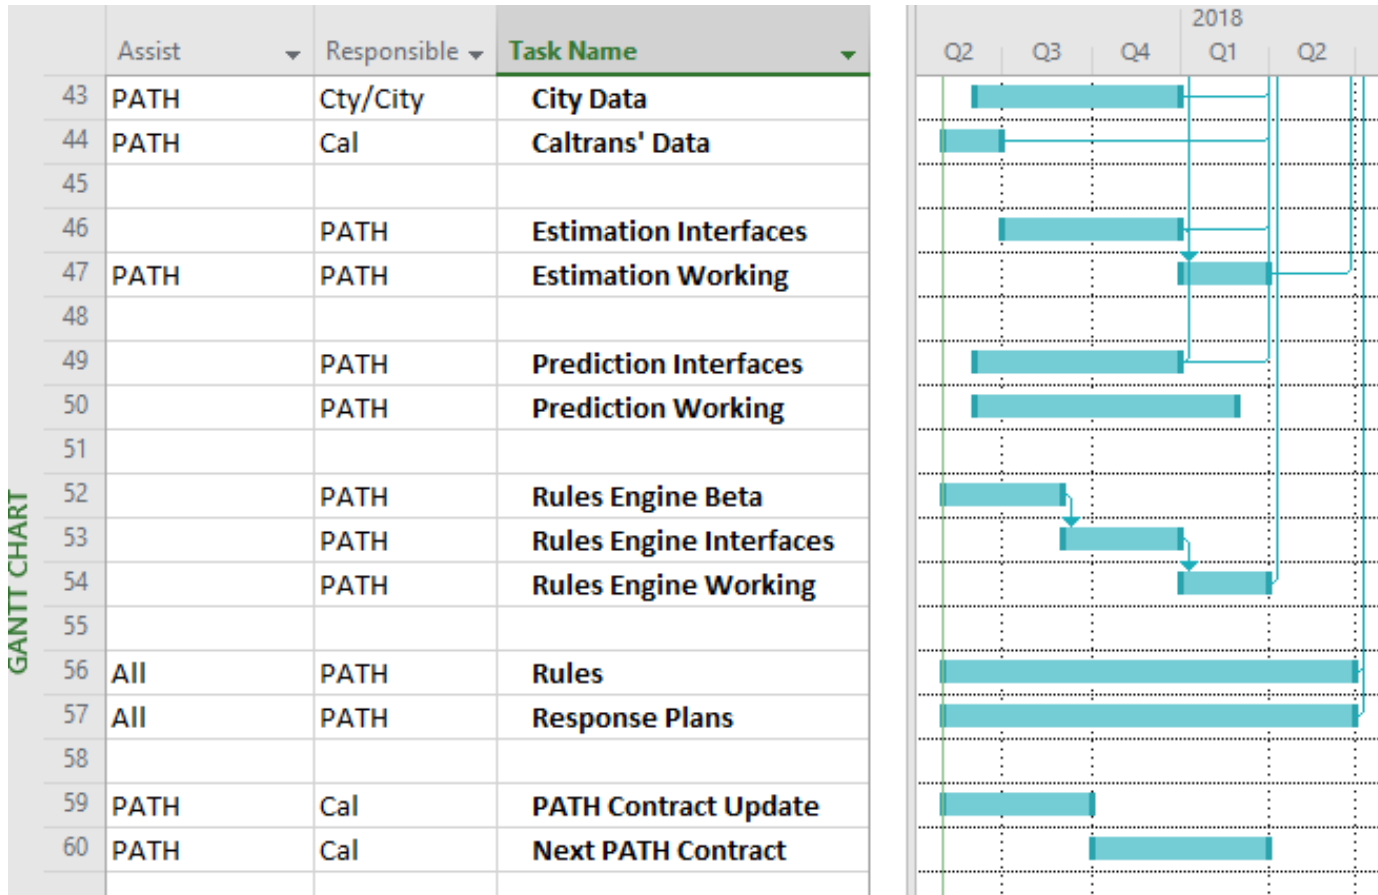 2018
Assist Responsible Task Name Q2 Q3 Q4 Q1 Q2
43 PATH Cty/City City Data
44 PATH Cal Caltrans' Data
45
46 PATH Estimation Interfaces
47 PATH PATH Estimation Working
48
49 PATH Prediction Interfaces
50 PATH Prediction Working
51
52 PATH Rules Engine Beta
53 PATH Rules Engine Interfaces
54 PATH Rules Engine Working
55
56 All PATH Rules
57 All PATH Response Plans
58
59 PATH Cal PATH Contract Update
60 PATH Cal Next PATH Contract
GANTT CHART